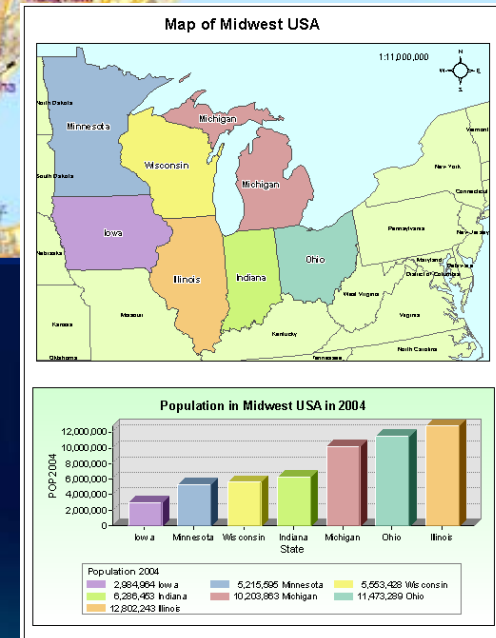 Map of Midwest USA
1:11,000,000
N
W E
S
North Dakota
Minnesota
Michigan
Vermont
Wisconsin
New York
South Dakota
Michigan
Connecticut
Iowa
Pennsylvania
New Jersey
Nebraska
Illinois
Indiana
Ohio
Maryland
Delaware
District of Columbia
West Virginia
Missouri
Virginia
Kansas
Kentucky
North Carolina
Oklahoma
Tennessee
Population in Midwest USA in 2004
12,000,000
10,000,000
8,000,000
6,000,000
4,000,000
2,000,000
0
POP2004
Iowa Minnesota Wisconsin Indiana Michigan Ohio Illinois
State
Population 2004
2,984,964 Iowa 5,215,595 Minnesota 5,553,428 Wisconsin
6,286,463 Indiana 10,203,863 Michigan 11,473,289 Ohio
12,802,243 Illinois